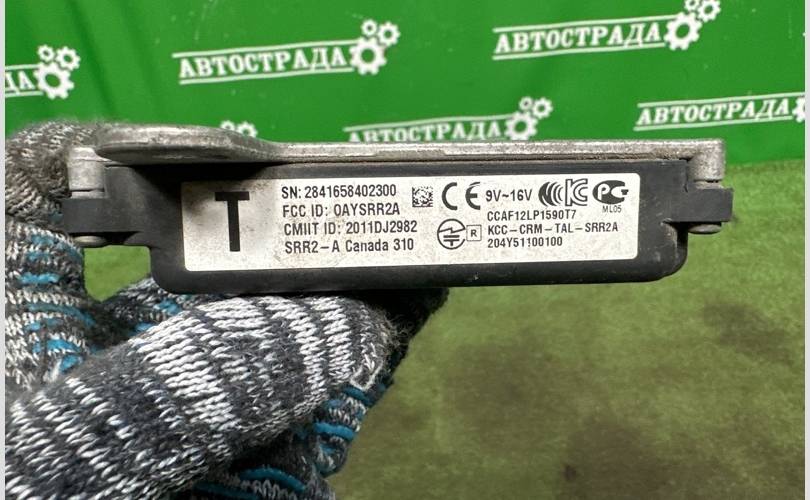 АВТОСТРАДА
АВТОСТРАДА
АВТОСТРАДА
АВТОСТРАДА
T
SN: 2841658402300
FCC ID: OAYSRR2A
CMIIT ID: 2011DJ2982
SRR2-A Canada 310
CE 9V~16V
CCAF12LP1590T7
R KCC-CRM-TAL-SRR2A
204Y51100100
ML05